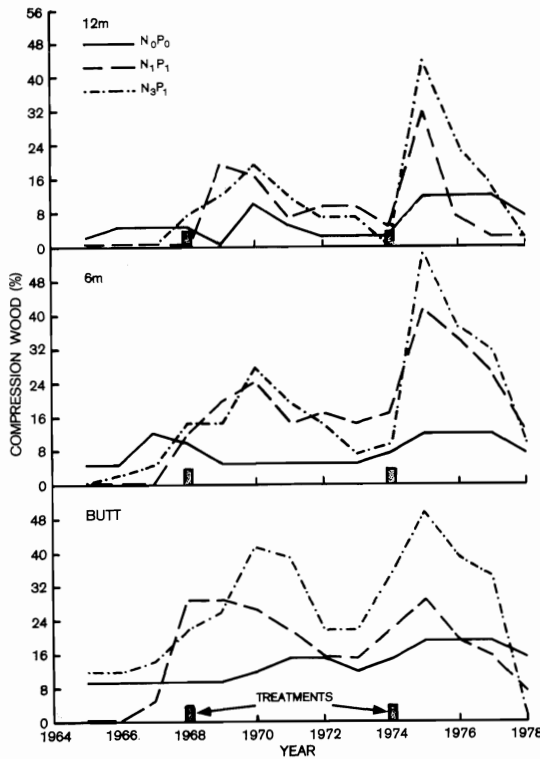 56
12m
48
N₀P₀
40
N₁P₁
32
N₃P₁
24
16
8
0
6m
48
40
32
24
16
8
0
COMPRESSION WOOD (%)
BUTT
48
40
32
24
16
8
TREATMENTS
0
1964 1966 1968 1970 1972 1974 1976 1978
YEAR